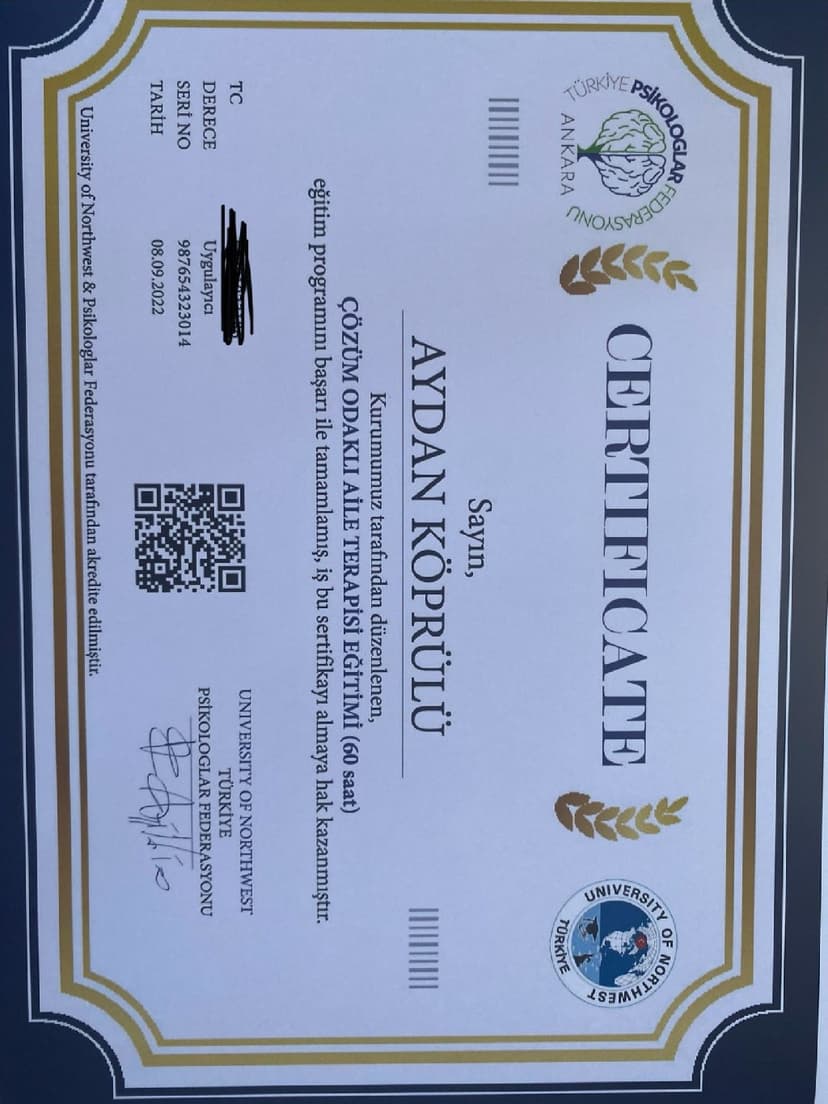 TÜRKİYE PSİKOLOGLAR FEDERASYONU
ANKARA
CERTIFICATE
UNIVERSITY OF NORTHWEST
TÜRKİYE
Sayın,
AYDAN KÖPRÜLÜ
Kurumumuz tarafından düzenlenen,
ÇÖZÜM ODAKLI AİLE TERAPİSİ EĞİTİMİ (60 saat)
eğitim programını başarı ile tamamlamış, iş bu sertifikayı almaya hak kazanmıştır.
TC
DERECE Uygulayıcı
SERİ NO 987654323014
TARİH 08.09.2022
UNIVERSITY OF NORTHWEST
TÜRKİYE
PSİKOLOGLAR FEDERASYONU
University of Northwest & Psikologlar Federasyonu tarafından akredite edilmiştir.